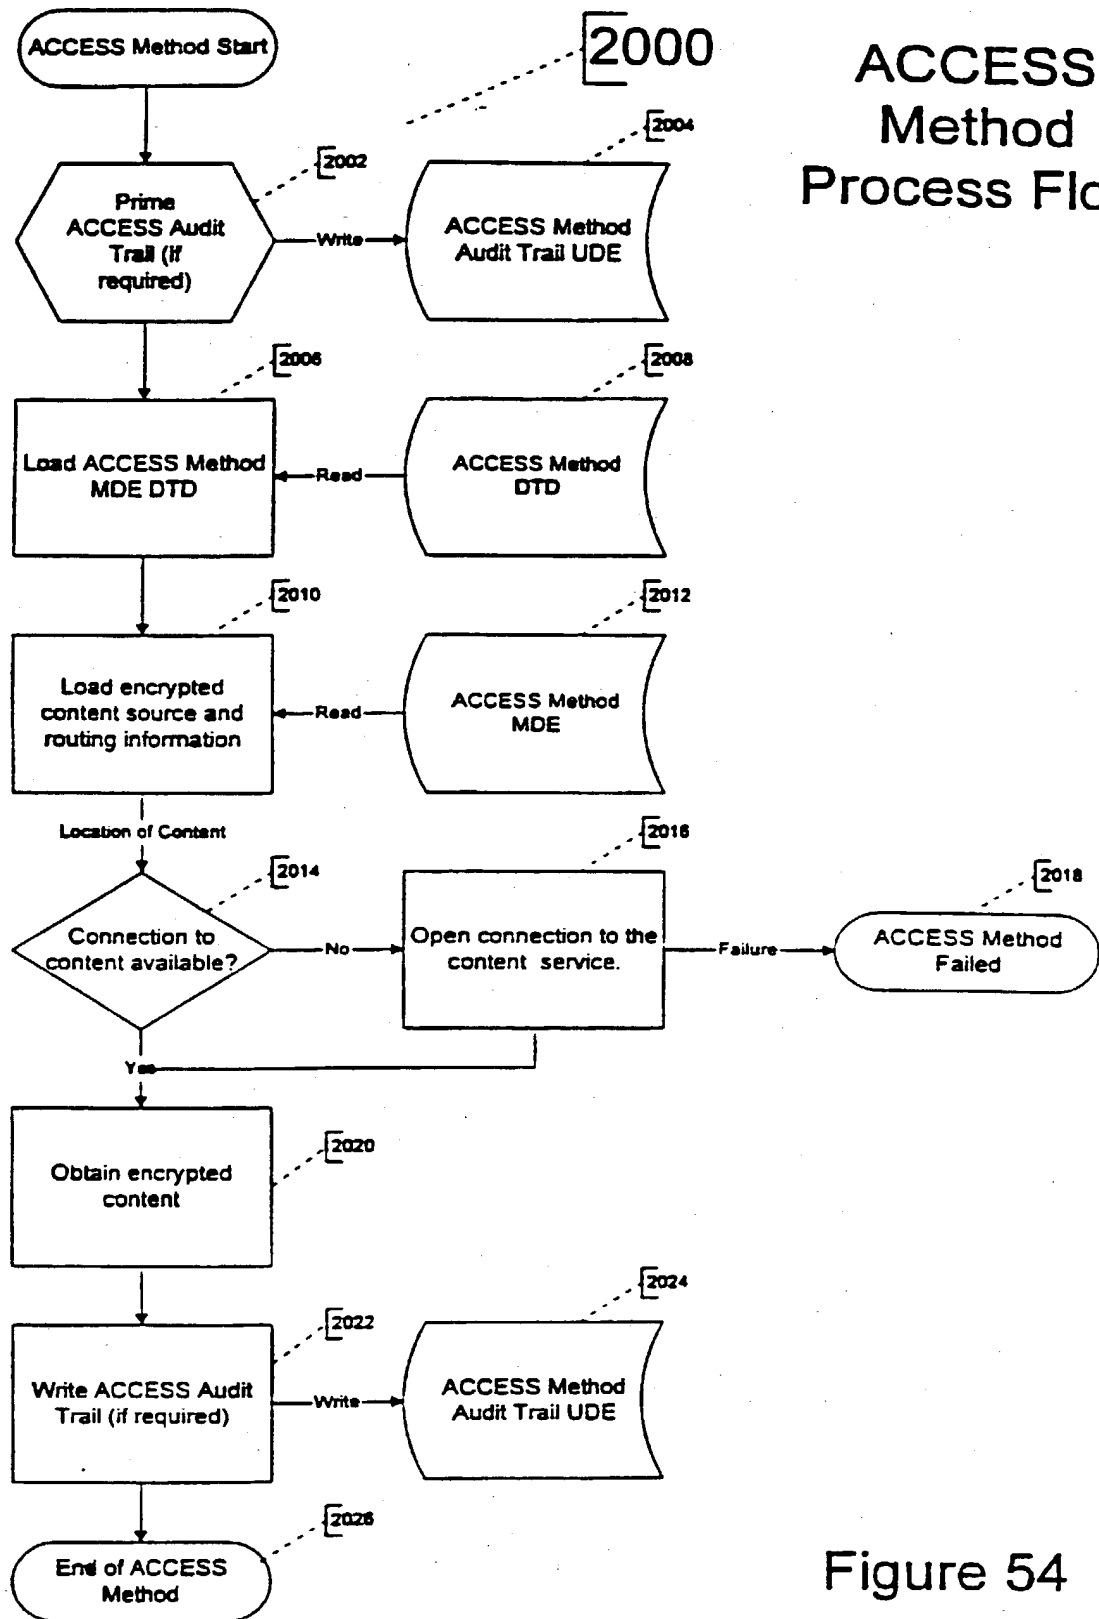 ACCESS Method Start
2000
ACCESS
Method
Process Flo
2002
2004
Prime
ACCESS Audit
Trail (if
required)
Write
ACCESS Method
Audit Trail UDE
2006
2008
Load ACCESS Method
MDE DTD
Read
ACCESS Method
DTD
2010
2012
Load encrypted
content source and
routing information
Read
ACCESS Method
MDE
Location of Content
2014
2016
2018
Connection to
content available?
No
Open connection to the
content service.
Failure
ACCESS Method
Failed
Yes
2020
Obtain encrypted
content
2022
2024
Write ACCESS Audit
Trail (if required)
Write
ACCESS Method
Audit Trail UDE
2026
End of ACCESS
Method
Figure 54